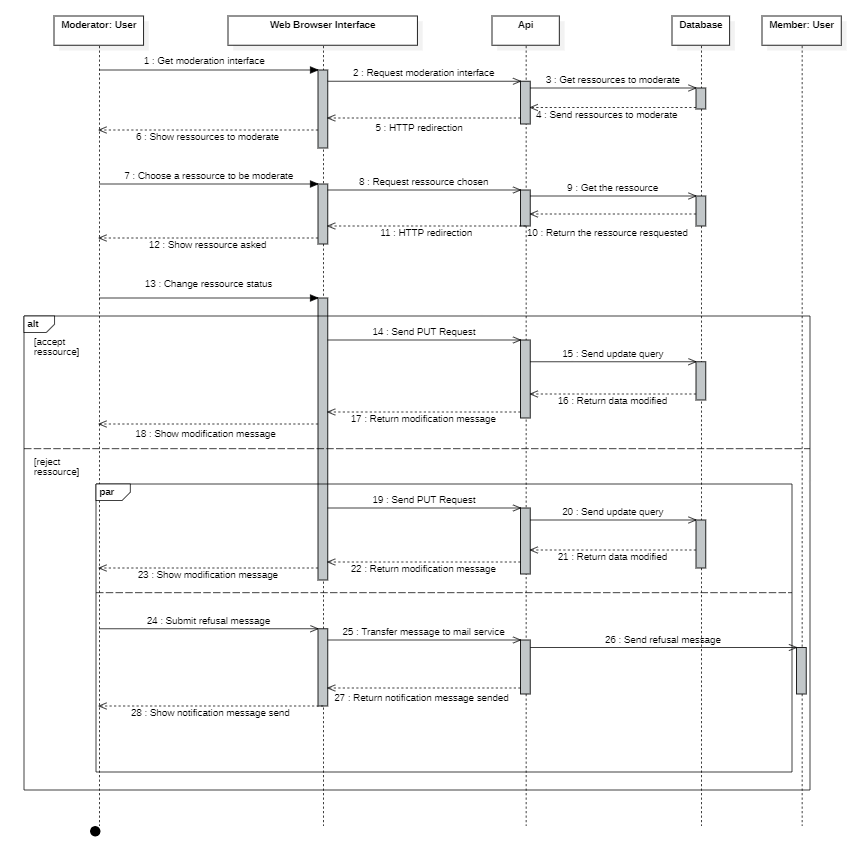 Moderator: User
Web Browser Interface
Api
Database
Member: User
1 : Get moderation interface
2 : Request moderation interface
3 : Get ressources to moderate
4 : Send ressources to moderate
5 : HTTP redirection
6 : Show ressources to moderate
7 : Choose a ressource to be moderate
8 : Request ressource chosen
9 : Get the ressource
10 : Return the ressource resquested
11 : HTTP redirection
12 : Show ressource asked
13 : Change ressource status
alt
[accept
ressource]
14 : Send PUT Request
15 : Send update query
16 : Return data modified
17 : Return modification message
18 : Show modification message
[reject
ressource]
par
19 : Send PUT Request
20 : Send update query
21 : Return data modified
22 : Return modification message
23 : Show modification message
24 : Submit refusal message
25 : Transfer message to mail service
26 : Send refusal message
27 : Return notification message sended
28 : Show notification message send